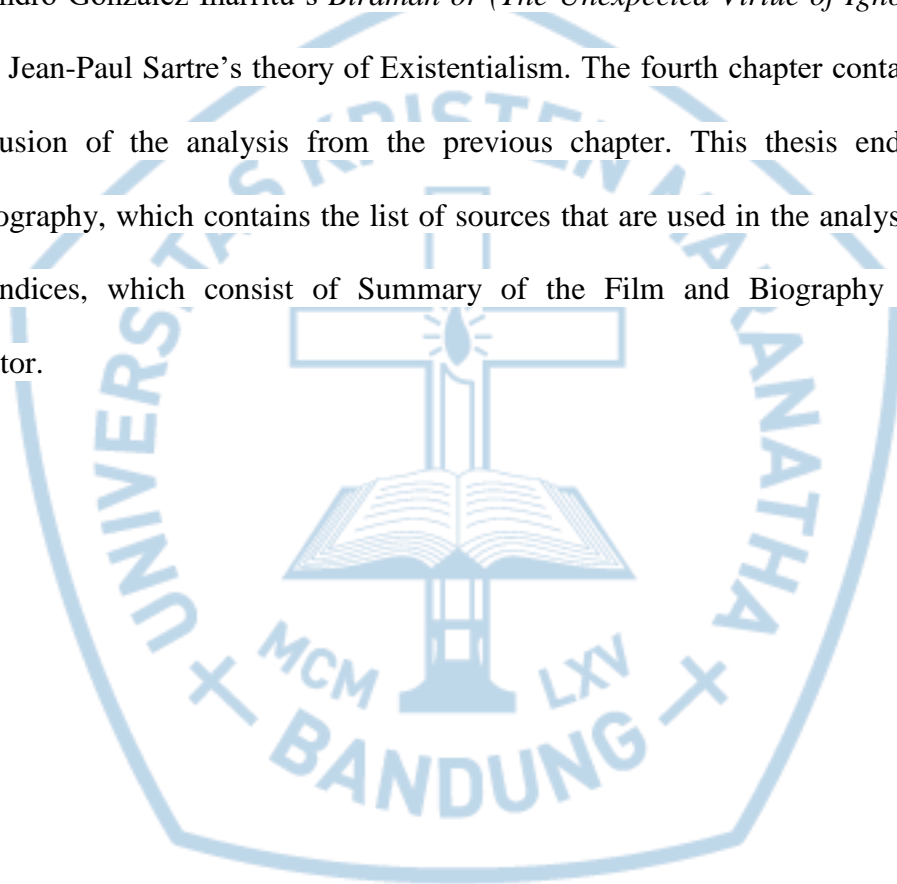 ndro González Iñárritu's Birdman or (The Unexpected Virtue of Igno
Jean-Paul Sartre's theory of Existentialism. The fourth chapter conta
usion of the analysis from the previous chapter. This thesis end
ography, which contains the list of sources that are used in the analys
ndices, which consist of Summary of the Film and Biography
tor.
UNIVERSITAS KRISTEN MARANATHA
MCM LXV
BANDUNG